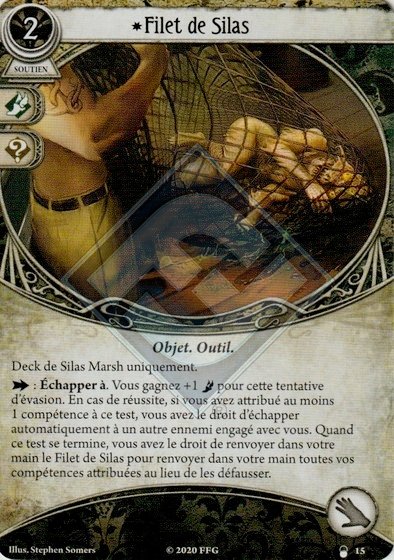 2
Filet de Silas
SOUTIEN
?
Objet. Outil.
Deck de Silas Marsh uniquement.
: Échapper à. Vous gagnez +1 pour cette tentative
d'évasion. En cas de réussite, si vous avez attribué au moins
1 compétence à ce test, vous avez le droit d'échapper
automatiquement à un autre ennemi engagé avec vous. Quand
ce test se termine, vous avez le droit de renvoyer dans votre
main le Filet de Silas pour renvoyer dans votre main toutes vos
compétences attribuées au lieu de les défausser.
Illus. Stephen Somers
© 2020 FFG
15